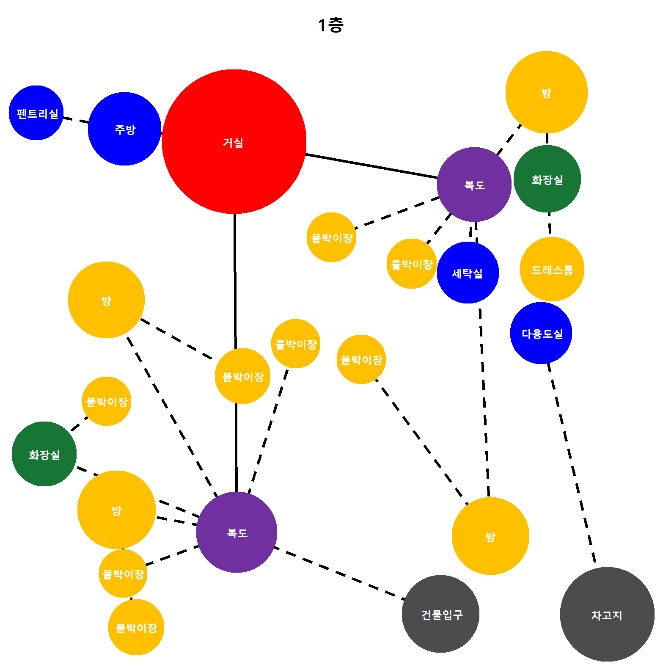 1층
방
펜트리실
주방
거실
복도
화장실
붙박이장
붙박이장
세탁실
드레스룸
방
다용도실
붙박이장
붙박이장
붙박이장
붙박이장
화장실
방
복도
방
붙박이장
건물입구
차고지
붙박이장